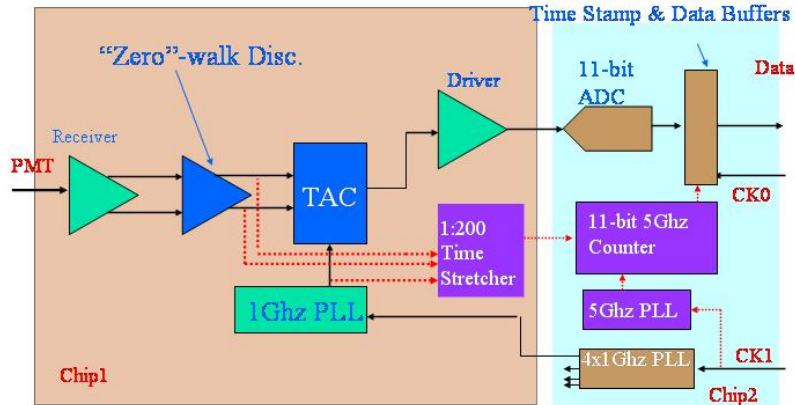 Time Stamp & Data Buffers
“Zero”-walk Disc.
Driver
11-bit
ADC
Data
Receiver
PMT
TAC
CK0
1:200
Time
Stretcher
11-bit 5Ghz
Counter
1Ghz PLL
5Ghz PLL
4x1Ghz PLL
CK1
Chip1
Chip2